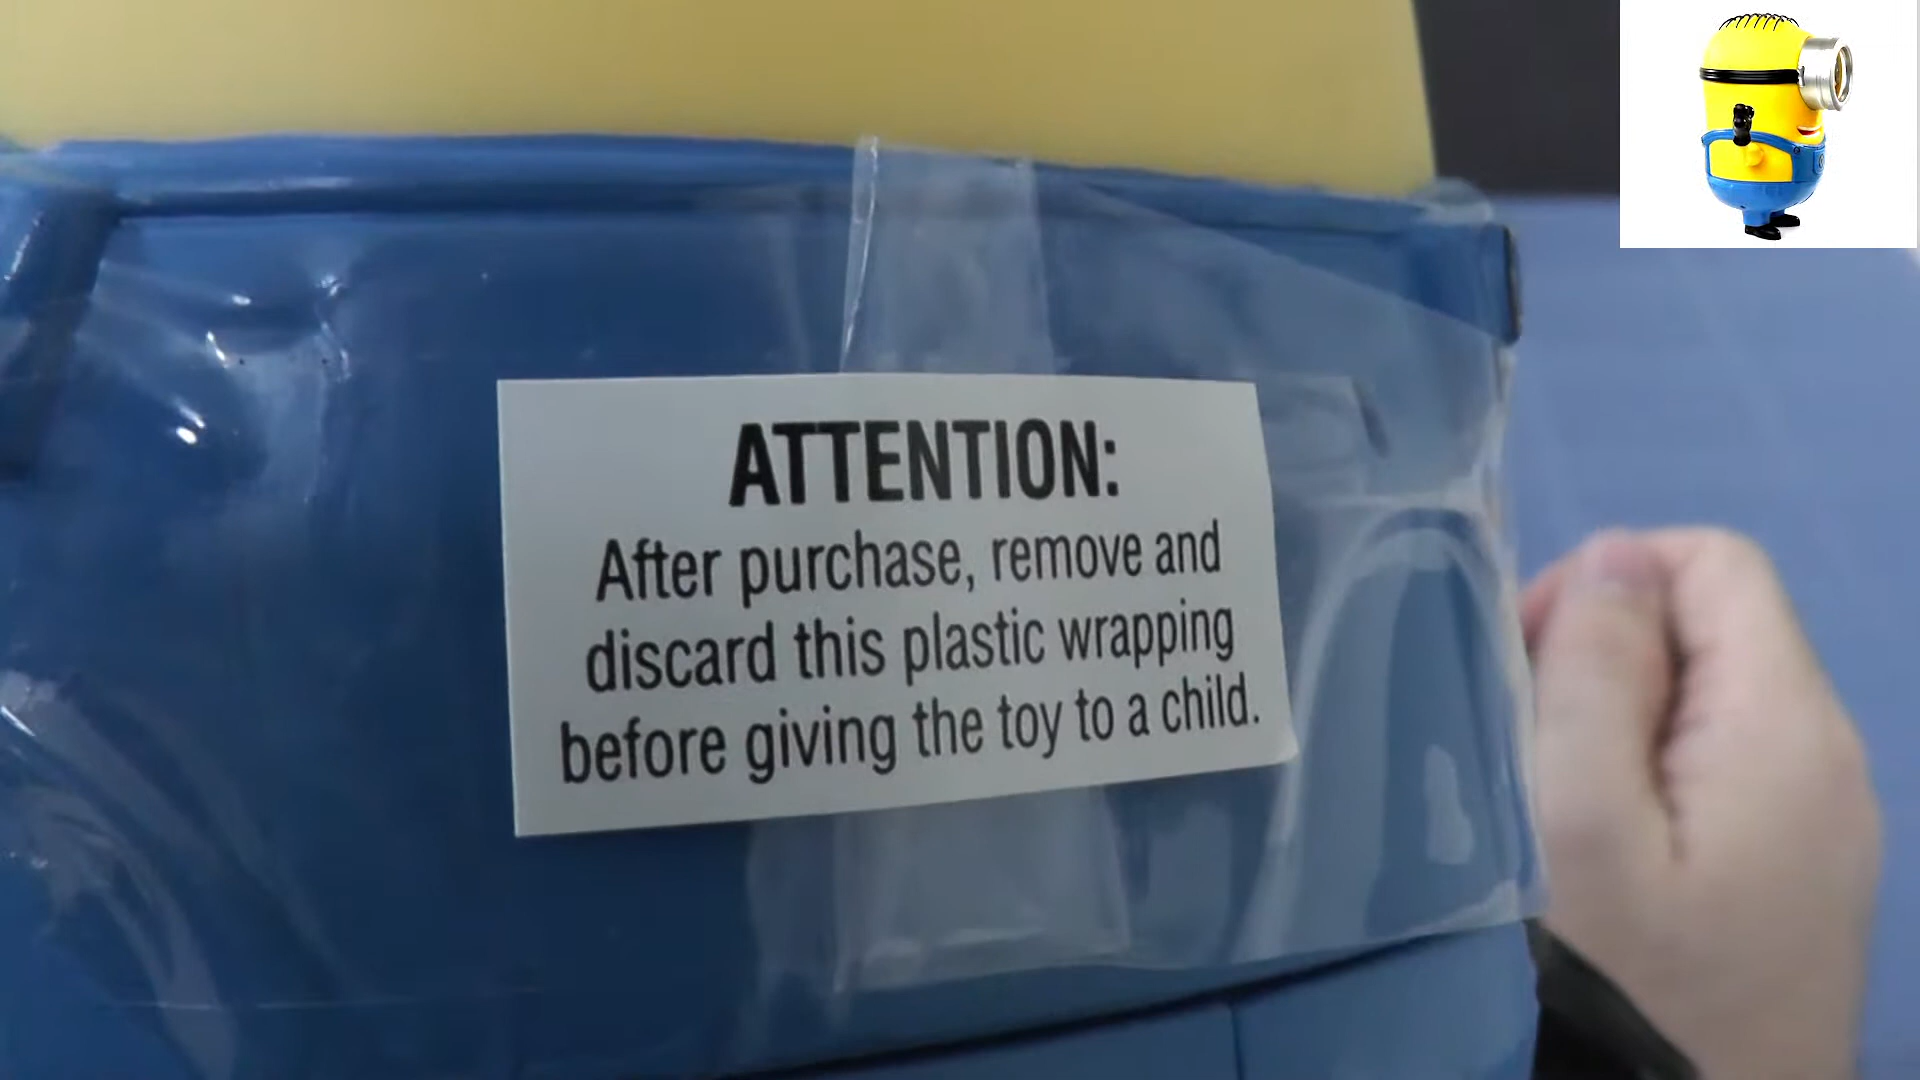 ATTENTION:
After purchase, remove and
discard this plastic wrapping
before giving the toy to a child.